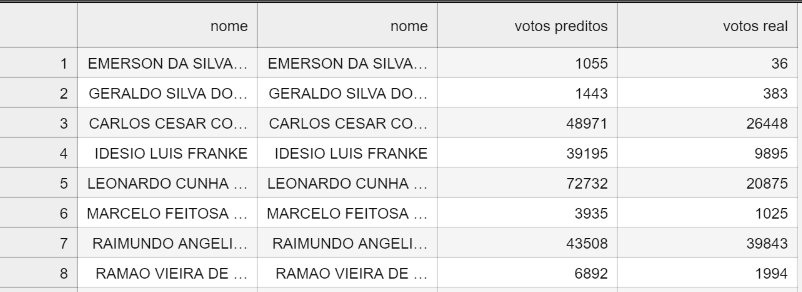 nome nome votos preditos votos real
1 EMERSON DA SILVA... EMERSON DA SILVA... 1055 36
2 GERALDO SILVA DO... GERALDO SILVA DO... 1443 383
3 CARLOS CESAR CO... CARLOS CESAR CO... 48971 26448
4 IDESIO LUIS FRANKE IDESIO LUIS FRANKE 39195 9895
5 LEONARDO CUNHA ... LEONARDO CUNHA ... 72732 20875
6 MARCELO FEITOSA ... MARCELO FEITOSA ... 3935 1025
7 RAIMUNDO ANGELI... RAIMUNDO ANGELI... 43508 39843
8 RAMAO VIEIRA DE ... RAMAO VIEIRA DE ... 6892 1994